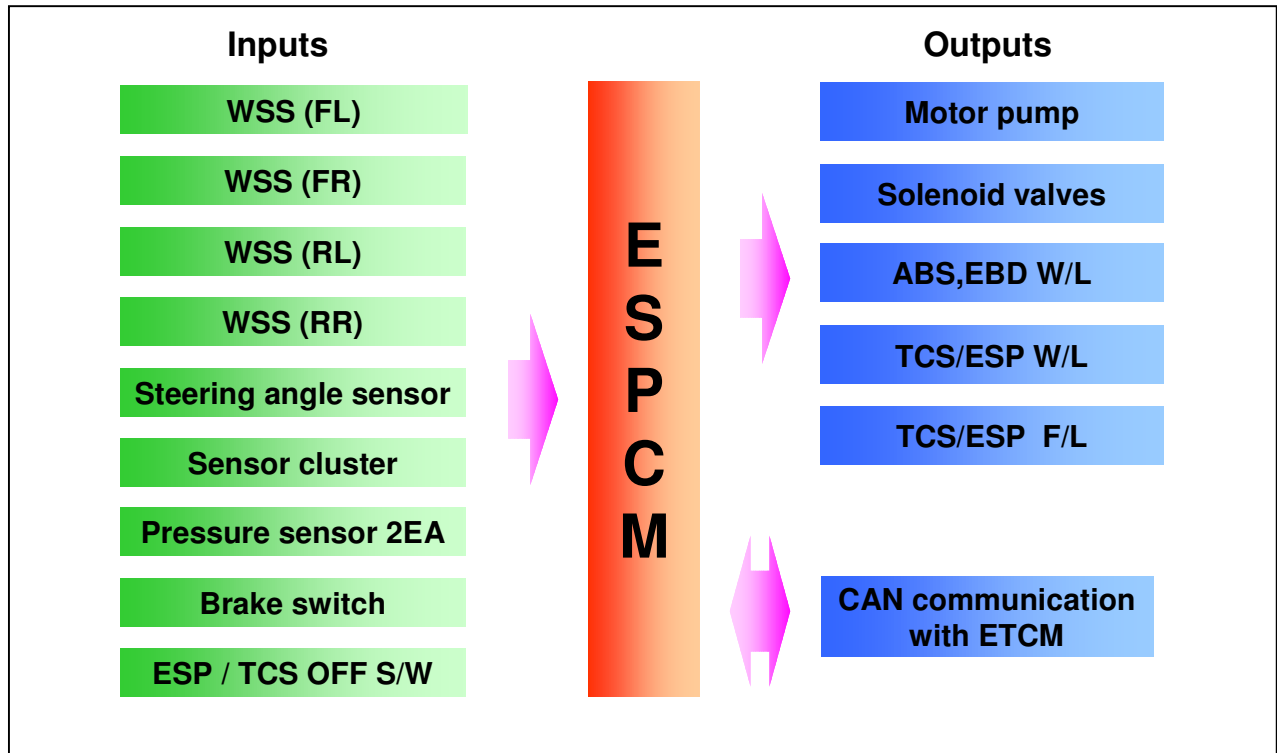 Inputs
WSS (FL)
WSS (FR)
WSS (RL)
WSS (RR)
Steering angle sensor
Sensor cluster
Pressure sensor 2EA
Brake switch
ESP / TCS OFF S/W
E
S
P
C
M
Outputs
Motor pump
Solenoid valves
ABS,EBD W/L
TCS/ESP W/L
TCS/ESP F/L
CAN communication
with ETCM